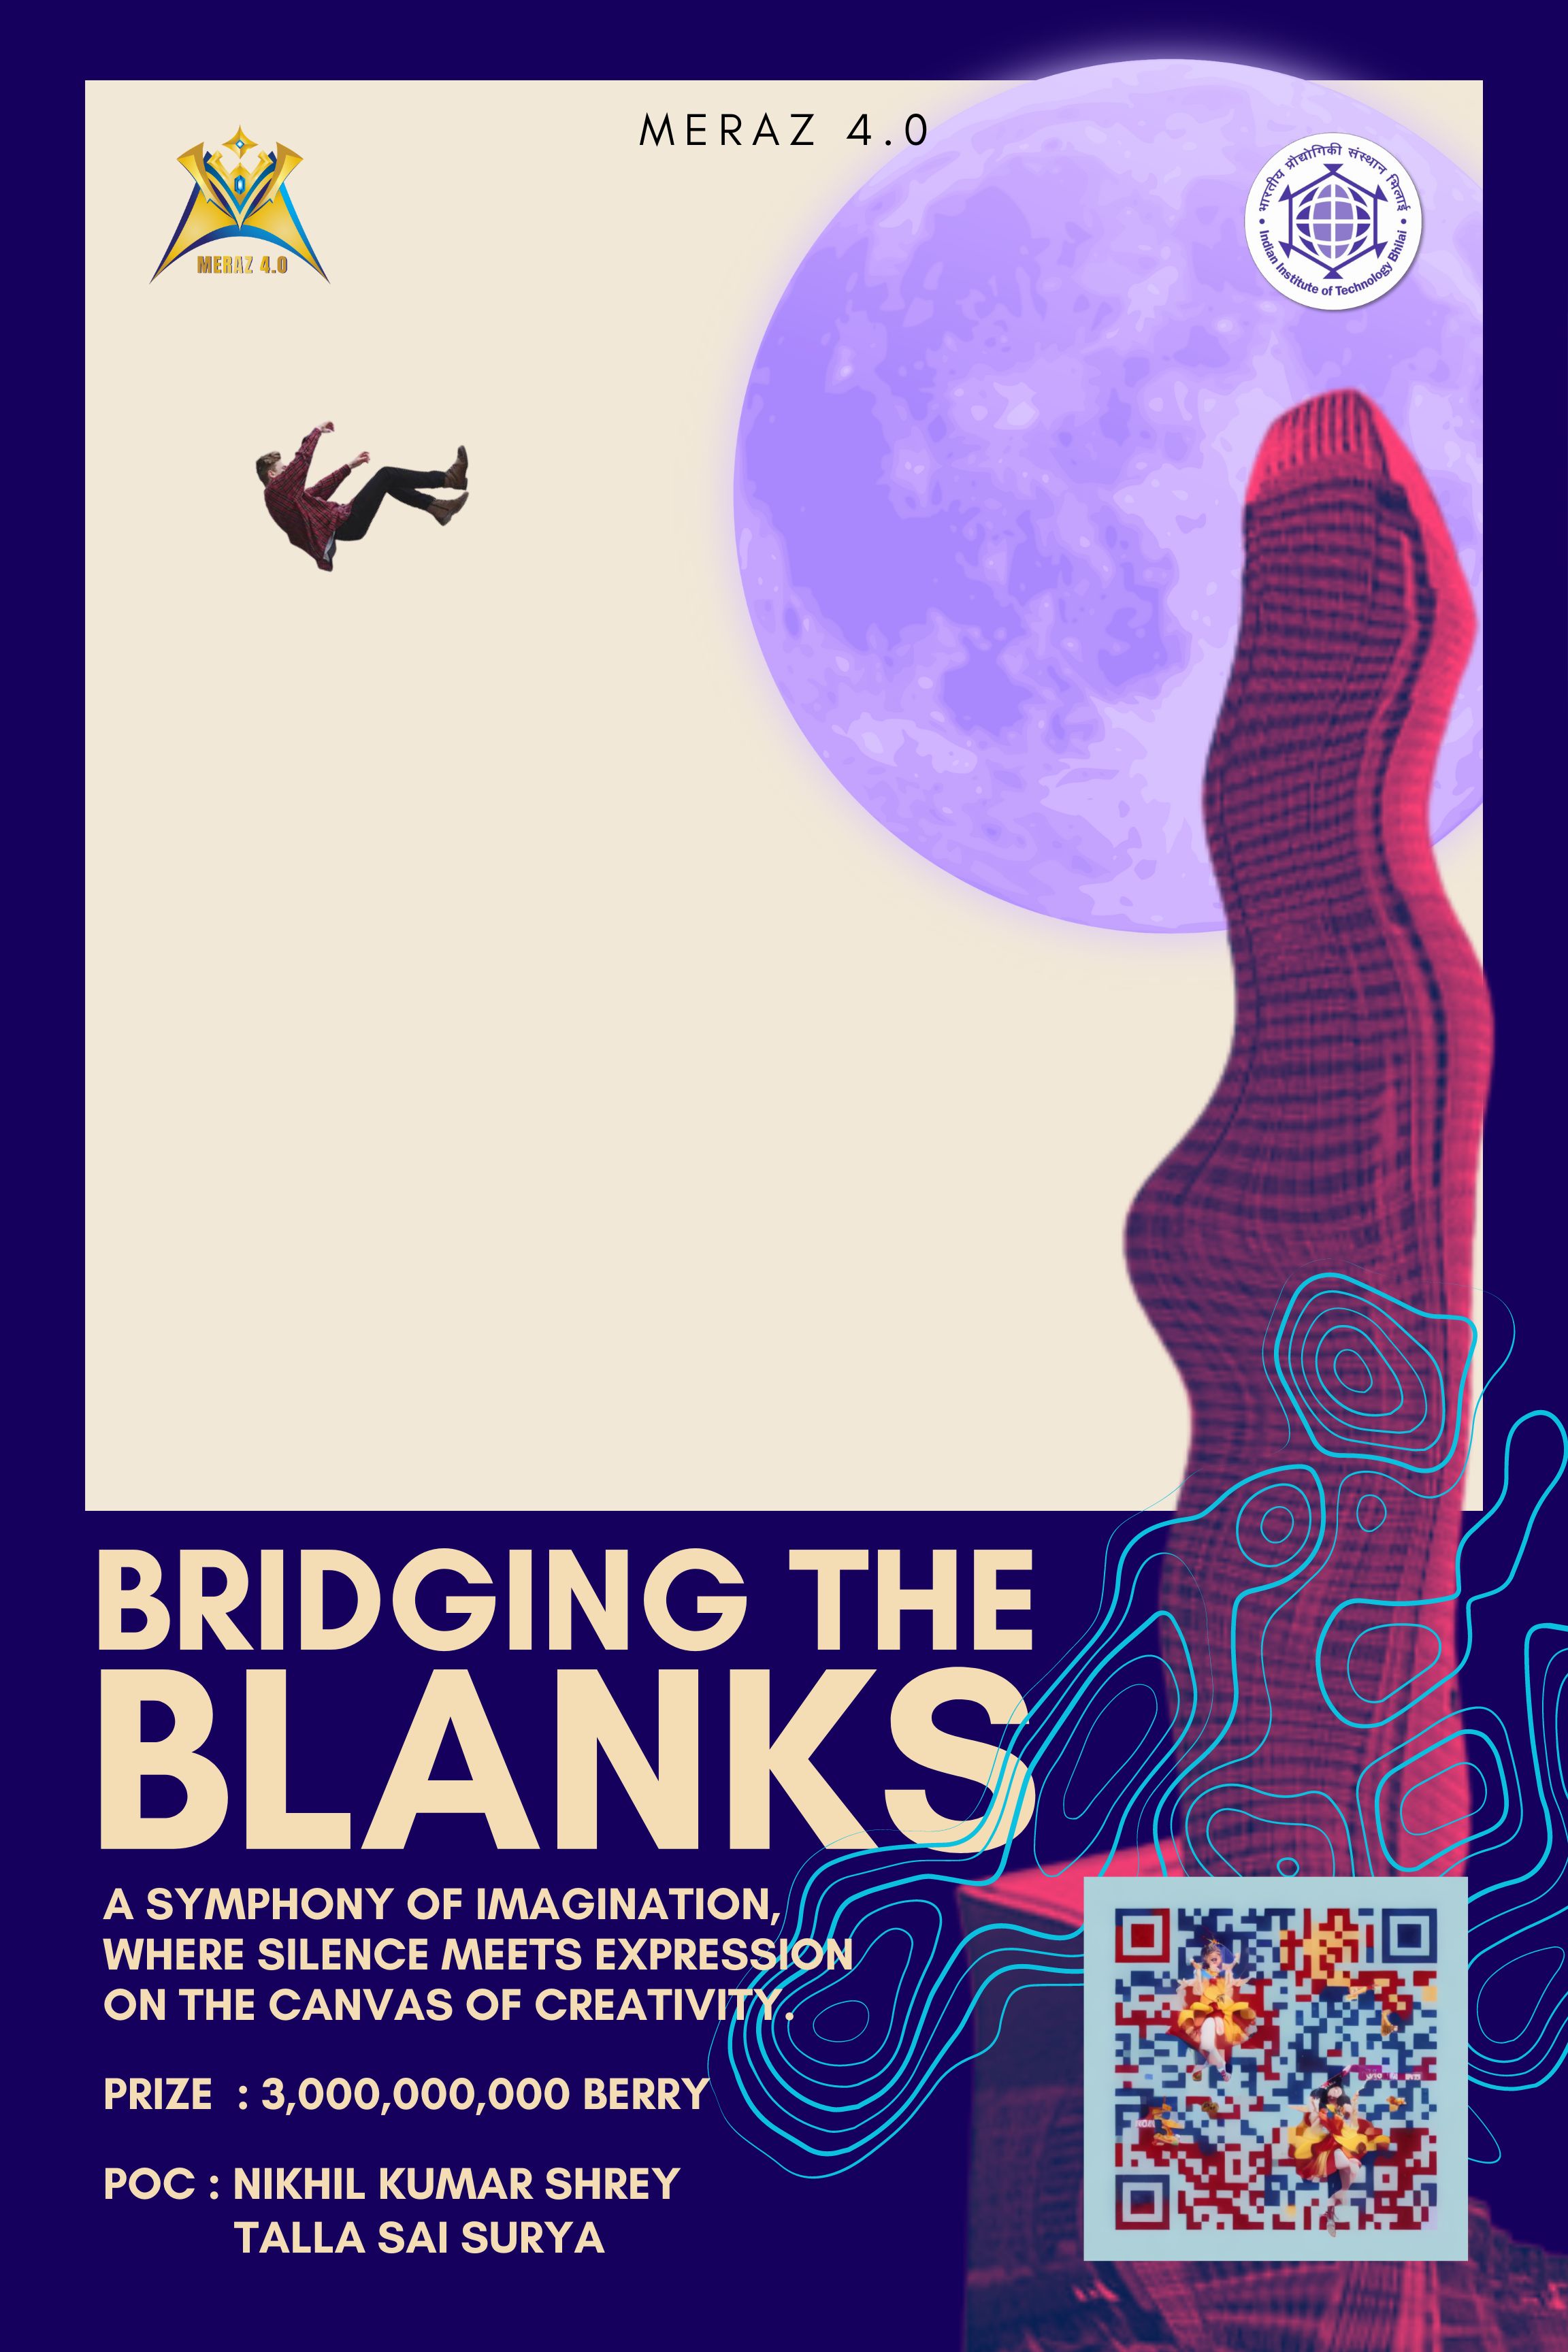 MERAZ 4.0
MERAZ 4.0
भारतीय प्रौद्योगिकी संस्थान भिलाई
Indian Institute of Technology Bhilai
BRIDGING THE
BLANKS
A SYMPHONY OF IMAGINATION,
WHERE SILENCE MEETS EXPRESSION
ON THE CANVAS OF CREATIVITY.
PRIZE : 3,000,000,000 BERRY
POC : NIKHIL KUMAR SHREY
TALLA SAI SURYA